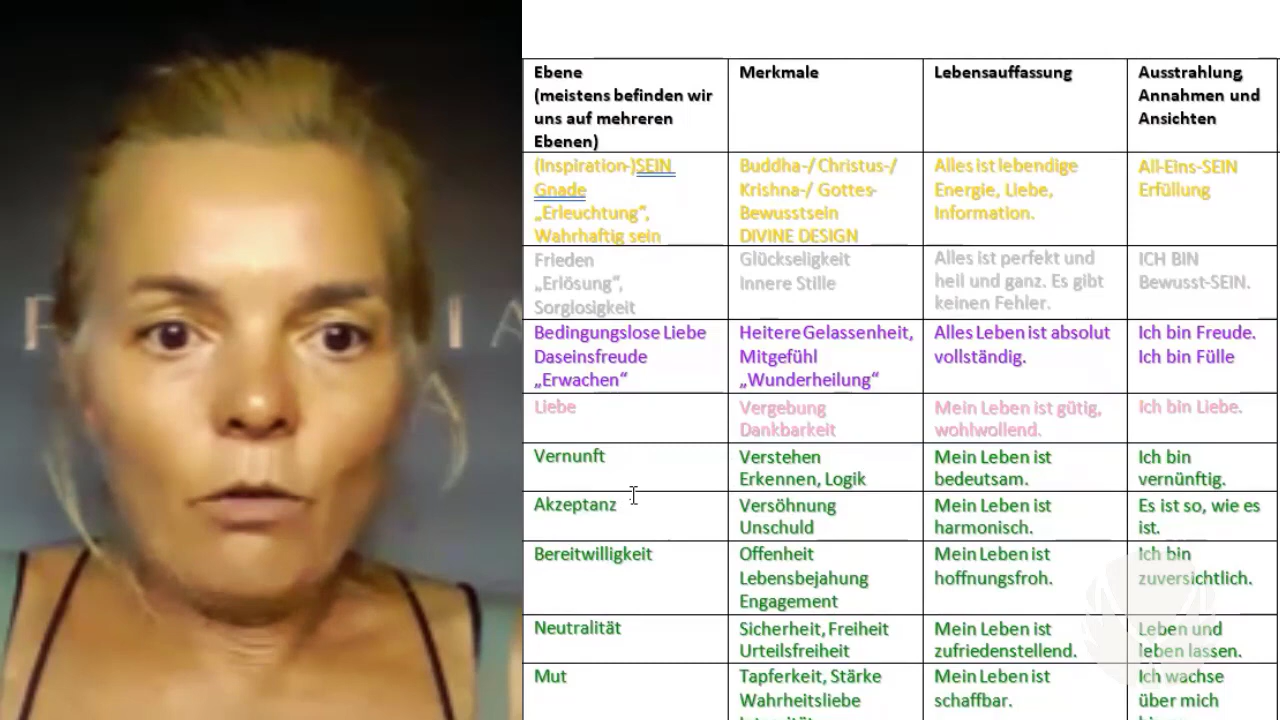 Ebene
(meistens befinden wir
uns auf mehreren
Ebenen)
Merkmale
Lebensauffassung
Ausstrahlung,
Annahmen und
Ansichten
(Inspiration-)SEIN
Gnade
„Erleuchtung“,
Wahrhaftig sein
Buddha-/ Christus-/
Krishna-/ Gottes-
Bewusstsein
DIVINE DESIGN
Alles ist lebendige
Energie, Liebe,
Information.
All-Eins-SEIN
Erfüllung
Frieden
„Erlösung“,
Sorglosigkeit
Glückseligkeit
Innere Stille
Alles ist perfekt und
heil und ganz. Es gibt
keinen Fehler.
ICH BIN
Bewusst-SEIN.
Bedingungslose Liebe
Daseinsfreude
„Erwachen“
Heitere Gelassenheit,
Mitgefühl
„Wunderheilung“
Alles Leben ist absolut
vollständig.
Ich bin Freude.
Ich bin Fülle
Liebe
Vergebung
Dankbarkeit
Mein Leben ist gütig,
wohlwollend.
Ich bin Liebe.
Vernunft
Verstehen
Erkennen, Logik
Mein Leben ist
bedeutsam.
Ich bin
vernünftig.
Akzeptanz
Versöhnung
Unschuld
Mein Leben ist
harmonisch.
Es ist so, wie es
ist.
Bereitwilligkeit
Offenheit
Lebensbejahung
Engagement
Mein Leben ist
hoffnungsfroh.
Ich bin
zuversichtlich.
Neutralität
Sicherheit, Freiheit
Urteilsfreiheit
Mein Leben ist
zufriedenstellend.
Leben und
leben lassen.
Mut
Tapferkeit, Stärke
Wahrheitsliebe
Mein Leben ist
schaffbar.
Ich wachse
über mich